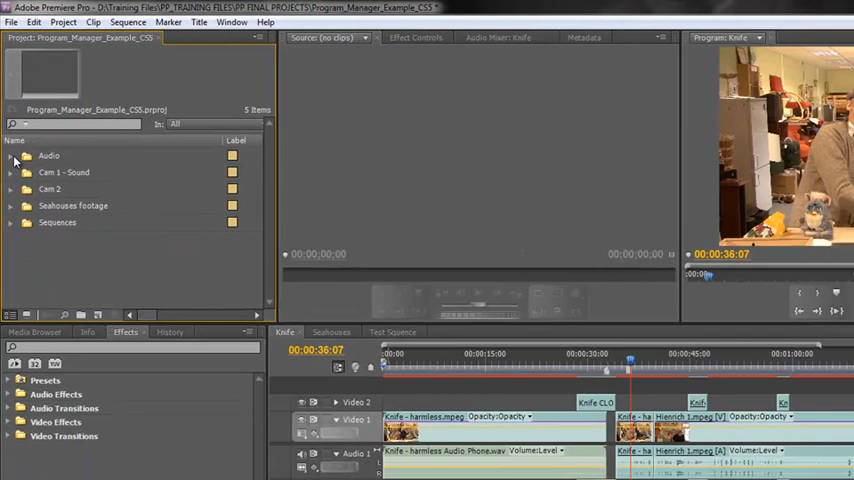 Adobe Premiere Pro - D:\Training Files\PP_TRAINING FILES\PP FINAL PROJECTS\Program_Manager_Example_CS5.prproj *
File Edit Project Clip Sequence Marker Title Window Help
Project: Program_Manager_Example_CS5
Source: (no clips) Effect Controls Audio Mixer: Knife Metadata
Program: Knife
Program_Manager_Example_CS5.prproj
5 Items
In: All
Name Label
Audio
Cam 1 - Sound
Cam 2
Seahouses footage
Sequences
00;00;00;00 00;00;00;00
00:00:36:07
00:00
Media Browser Info Effects History
Knife Seahouses Test Squence
Presets
Audio Effects
Audio Transitions
Video Effects
Video Transitions
00:00:36:07
:00:00 00:00:15:00 00:00:30:00 00:00:45:00 00:01:00:00
Video 2
Knife CLO
Knif
Kn
Video 1
Knife - harmless.mpeg Opacity:Opacity
Knife - ha
Hienrich 1.mpeg [V] Opacity:Opacity
Audio 1
L
R
Knife - harmless Audio Phone.wav Volume:Level
Knife - ha
Hienrich 1.mpeg [A] Volume:Level